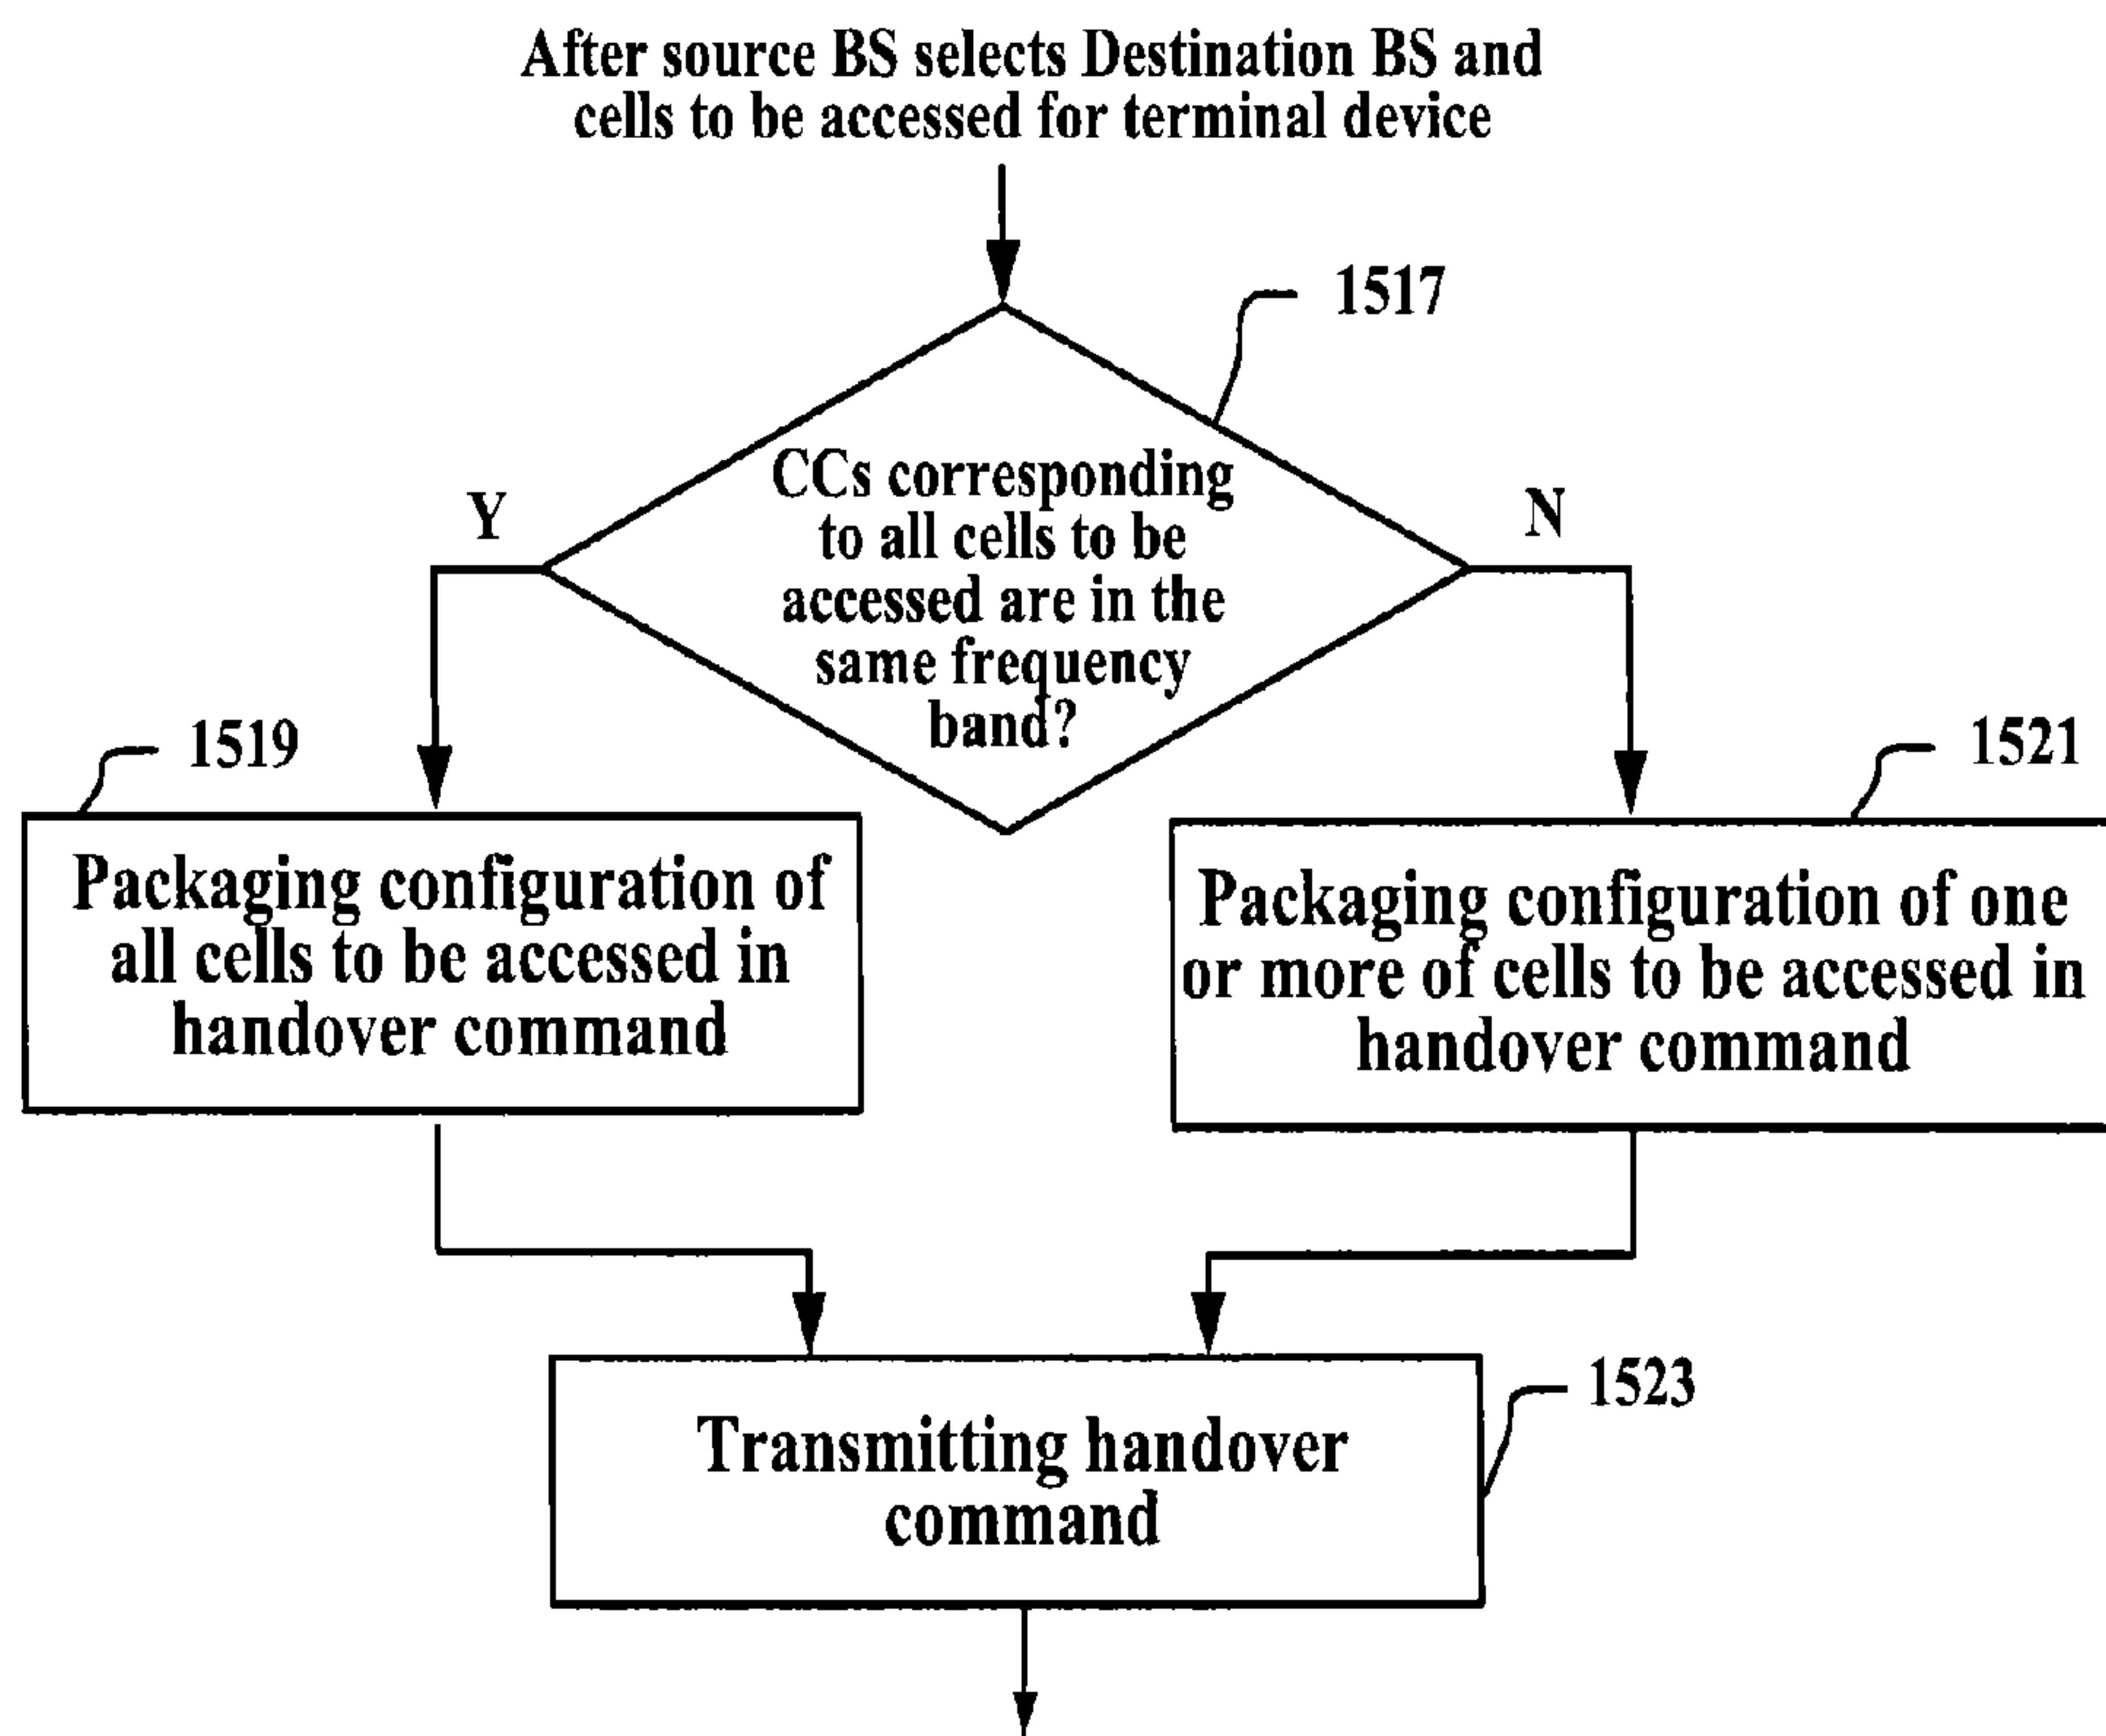 After source BS selects Destination BS and
cells to be accessed for terminal device
1517
CCs corresponding
to all cells to be
accessed are in the
same frequency
band?
Y
N
1519
1521
Packaging configuration of
all cells to be accessed in
handover command
Packaging configuration of one
or more of cells to be accessed in
handover command
1523
Transmitting handover
command